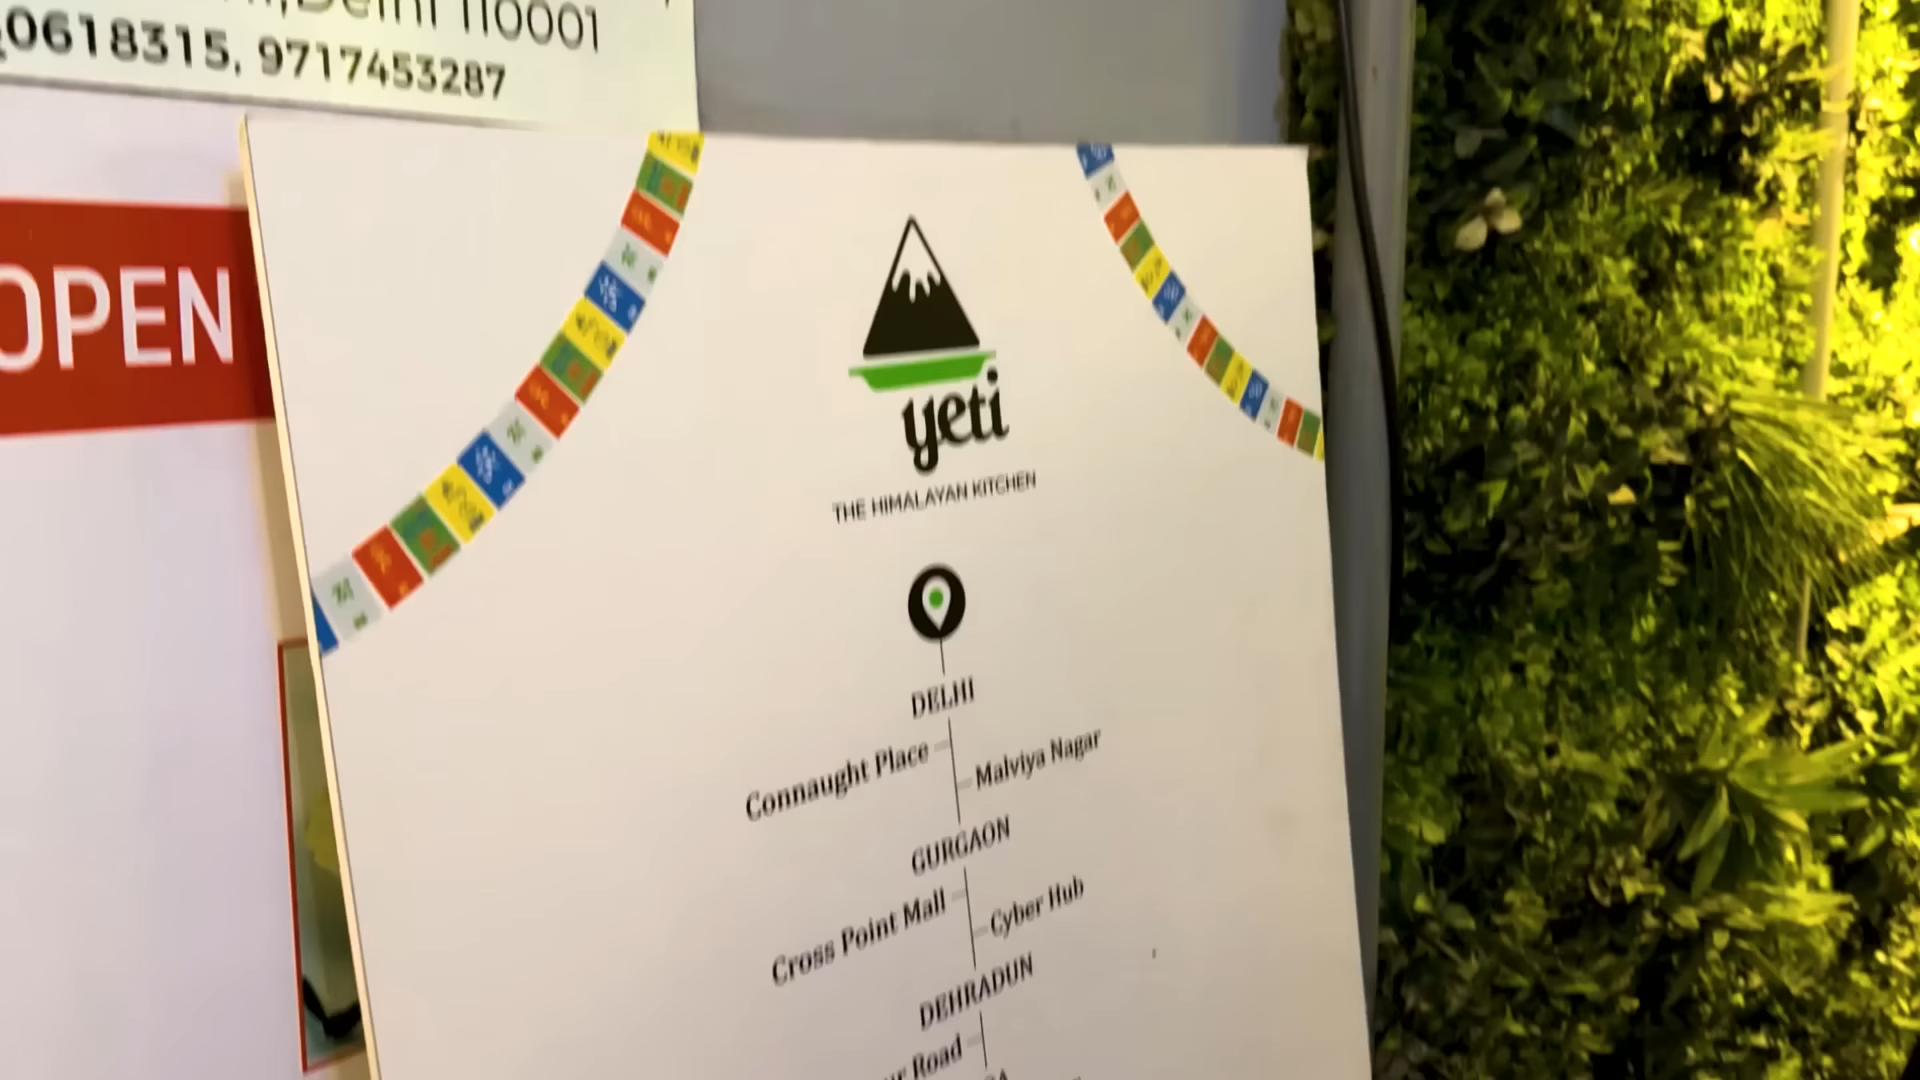 Delhi 110001
0618315, 9717453287
OPEN
yeti
THE HIMALAYAN KITCHEN
DELHI
Connaught Place
Malviya Nagar
GURGAON
Cross Point Mall
Cyber Hub
DEHRADUN
Road